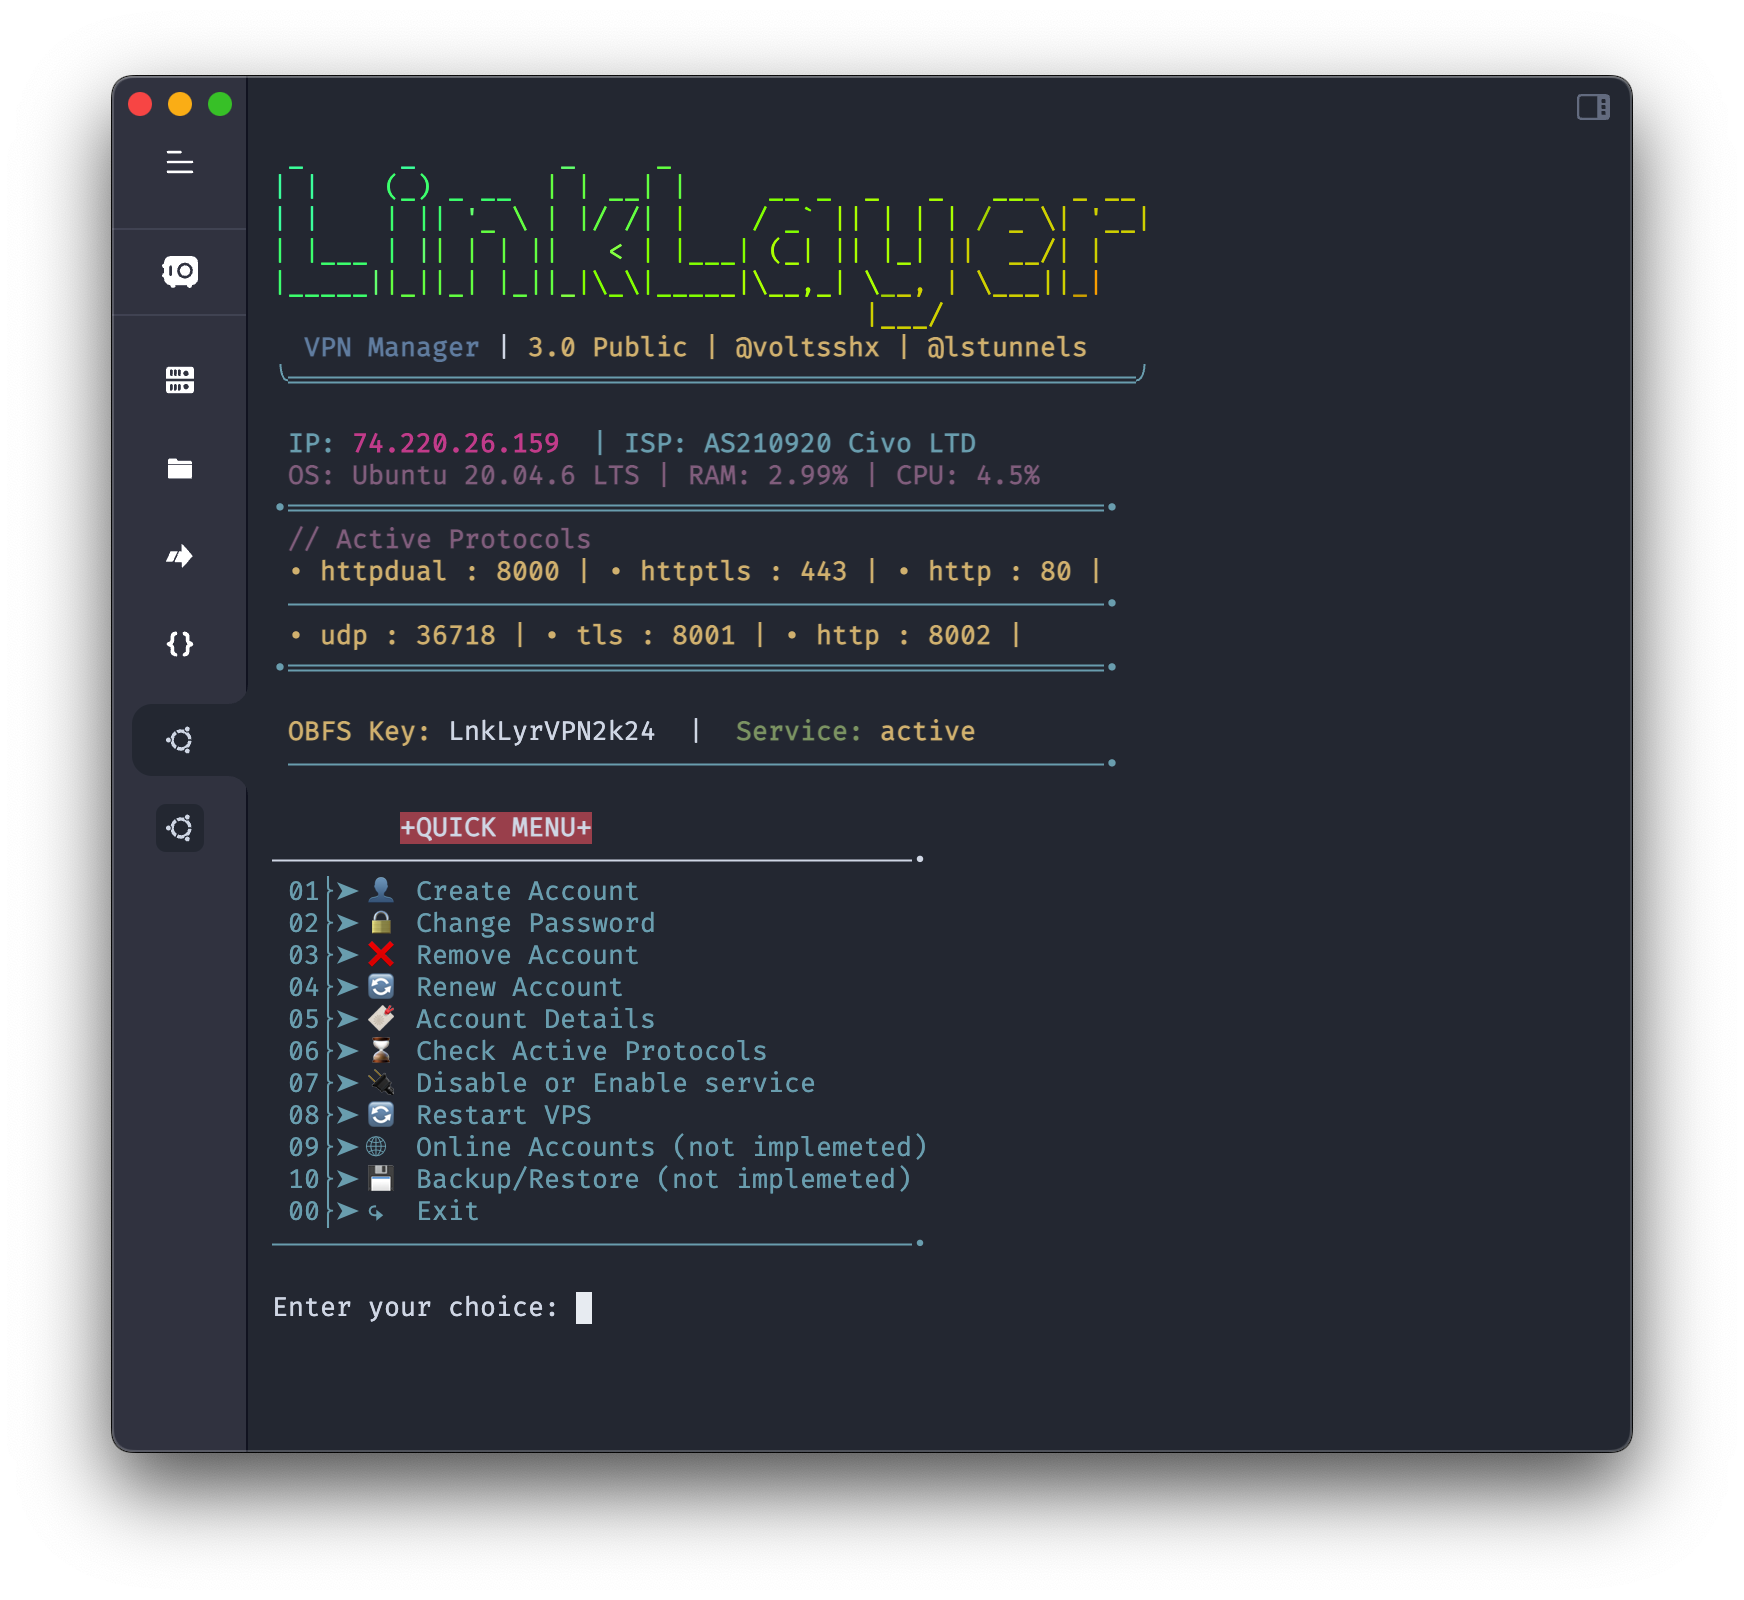 LinkLayer
VPN Manager | 3.0 Public | @voltsshx | @lstunnels
IP: 74.220.26.159 | ISP: AS210920 Civo LTD
OS: Ubuntu 20.04.6 LTS | RAM: 2.99% | CPU: 4.5%
// Active Protocols
• httpdual : 8000 | • httptls : 443 | • http : 80 |
• udp : 36718 | • tls : 8001 | • http : 8002 |
OBFS Key: LnkLyrVPN2k24 | Service: active
+QUICK MENU+
01 ➤ 👤 Create Account
02 ➤ 🔒 Change Password
03 ➤ ❌ Remove Account
04 ➤ 🔄 Renew Account
05 ➤ 🔖 Account Details
06 ➤ ⌛ Check Active Protocols
07 ➤ 🔌 Disable or Enable service
08 ➤ 🔄 Restart VPS
09 ➤ 🌐 Online Accounts (not implemeted)
10 ➤ 💾 Backup/Restore (not implemeted)
00 ➤ Exit
Enter your choice: